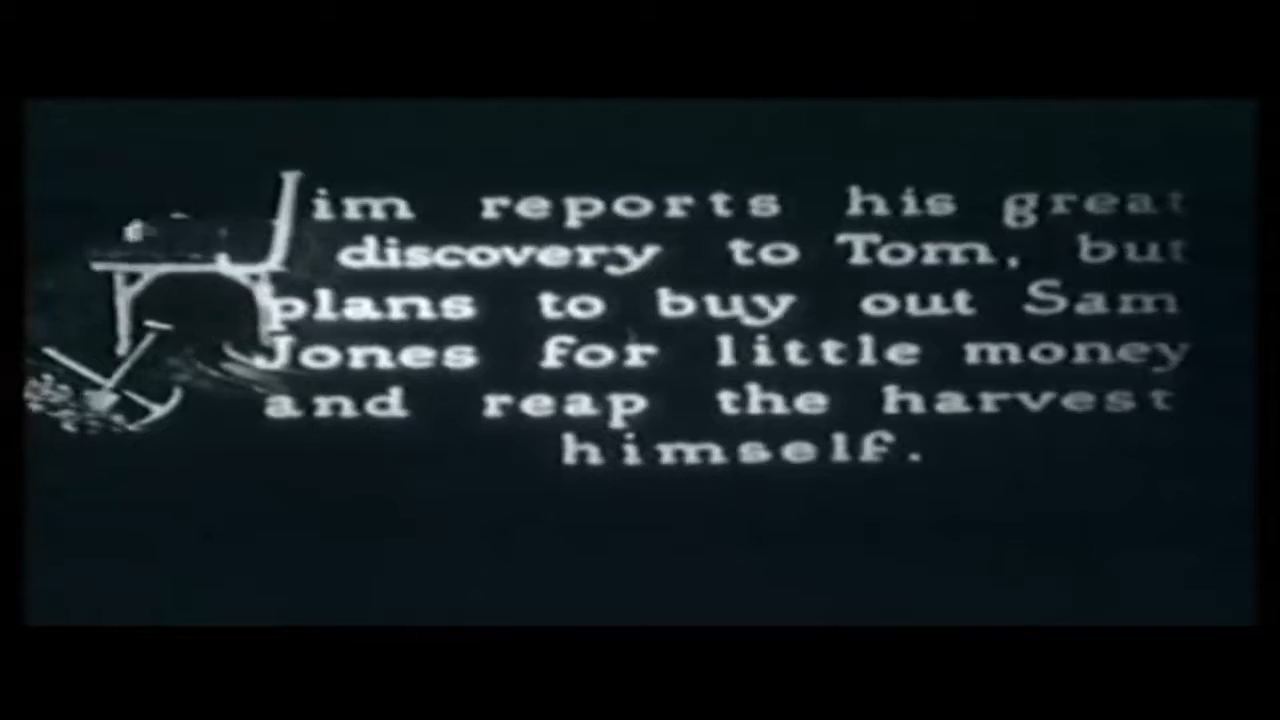 Jim reports his great
discovery to Tom, but
plans to buy out Sam
Jones for little money
and reap the harvest
himself.